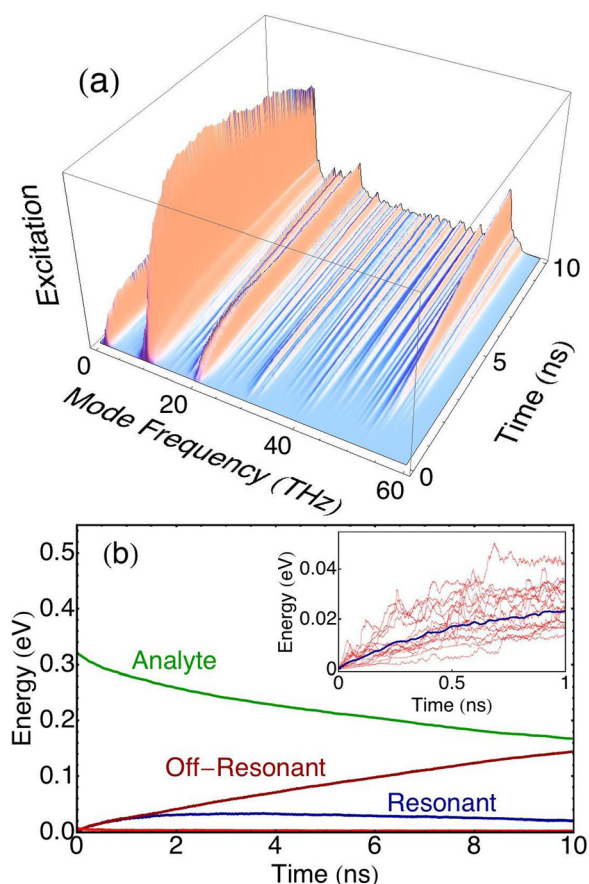 (a)
Excitation
0
20
40
60
Mode Frequency (THz)
0
5
10
Time (ns)
(b)
0.5
0.4
0.3
0.2
0.1
0.0
Energy (eV)
Analyte
Off−Resonant
Resonant
0 2 4 6 8 10
Time (ns)
0.04
0.02
0
Energy (eV)
0 0.5 1
Time (ns)